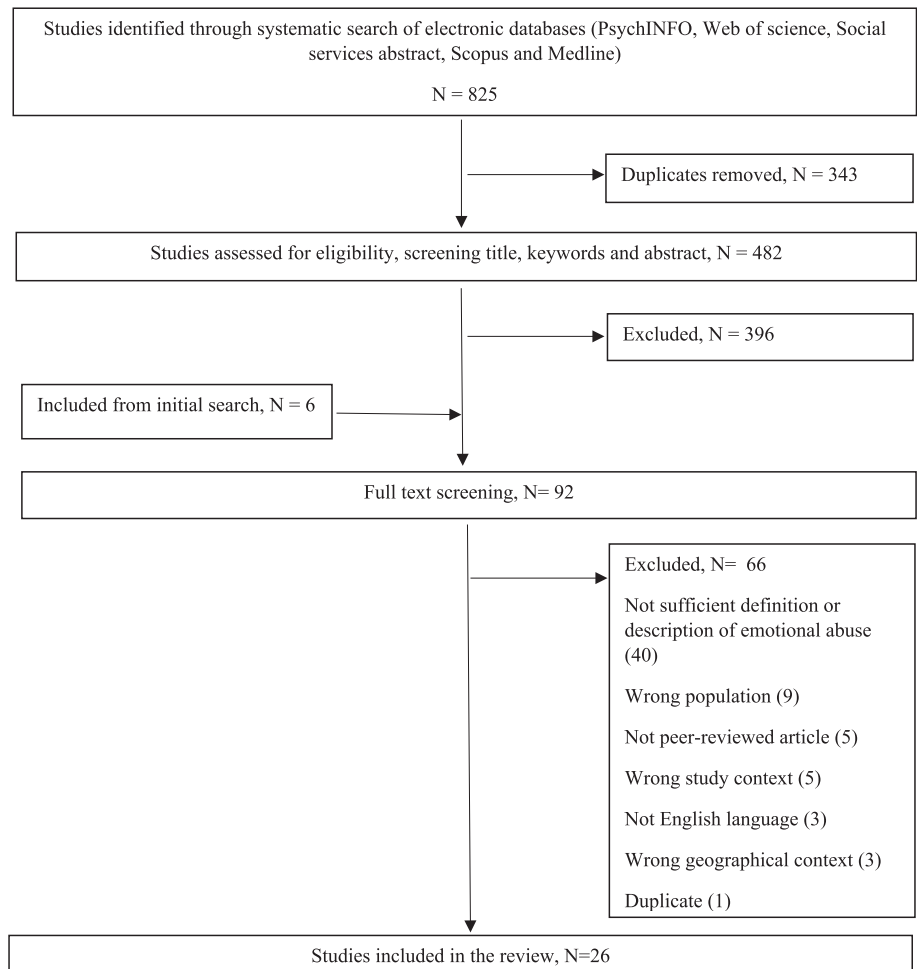 Studies identified through systematic search of electronic databases (PsychINFO, Web of science, Social
services abstract, Scopus and Medline)
N = 825
Duplicates removed, N = 343
Studies assessed for eligibility, screening title, keywords and abstract, N = 482
Excluded, N = 396
Included from initial search, N = 6
Full text screening, N= 92
Excluded, N=  66
Not sufficient definition or
description of emotional abuse
(40)
Wrong population (9)
Not peer-reviewed article (5)
Wrong study context (5)
Not English language (3)
Wrong geographical context (3)
Duplicate (1)
Studies included in the review, N=26